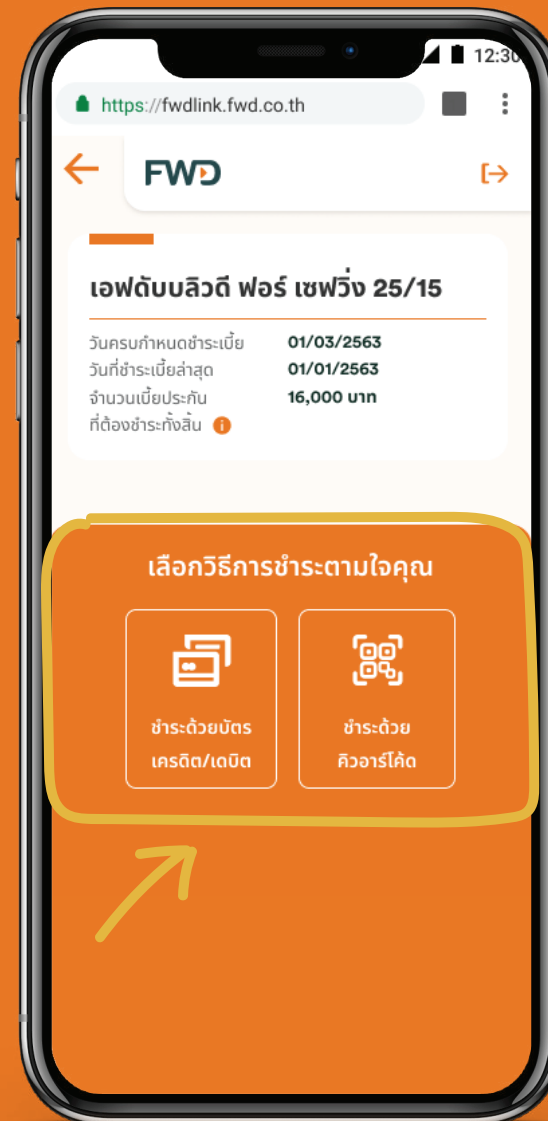 12:30
https://fwdlink.fwd.co.th
FWD
เอฟดับบลิวดี ฟอร์ เซฟวิ่ง 25/15
วันครบกำหนดชำระเบี้ย 01/03/2563
วันที่ชำระเบี้ยล่าสุด 01/01/2563
จำนวนเบี้ยประกัน 16,000 บาท
ที่ต้องชำระทั้งสิ้น i
เลือกวิธีการชำระตามใจคุณ
ชำระด้วยบัตร ชำระด้วย
เครดิต/เดบิต คิวอาร์โค้ด